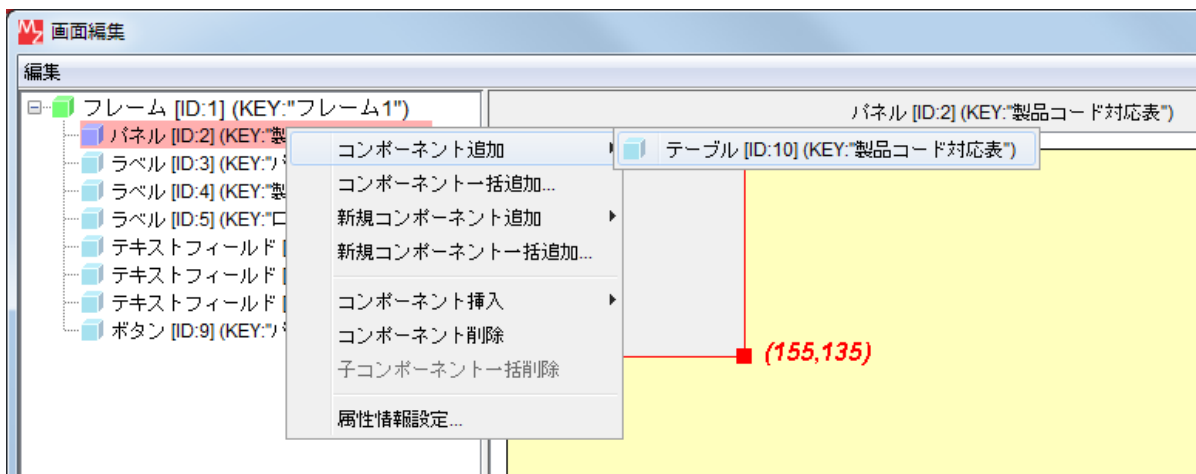 画面編集
編集
フレーム [ID:1] (KEY:"フレーム1")
パネル [ID:2] (KEY:"製
ラベル [ID:3] (KEY:"パ
ラベル [ID:4] (KEY:"製
ラベル [ID:5] (KEY:"ロ
テキストフィールド [
テキストフィールド [
テキストフィールド [
ボタン [ID:9] (KEY:"パ
コンポーネント追加
コンポーネント一括追加...
新規コンポーネント追加
新規コンポーネント一括追加...
コンポーネント挿入
コンポーネント削除
子コンポーネント一括削除
属性情報設定...
テーブル [ID:10] (KEY:"製品コード対応表")
パネル [ID:2] (KEY:"製品コード対応表")
(155,135)